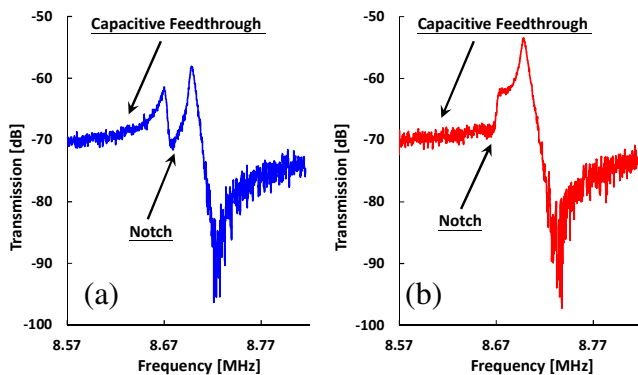 -50
Capacitive Feedthrough
-60
-70
-80
-90
-100
Transmission [dB]
Notch
(a)
8.57
8.67
8.77
Frequency [MHz]
-50
Capacitive Feedthrough
-60
-70
-80
-90
-100
Transmission [dB]
Notch
(b)
8.57
8.67
8.77
Frequency [MHz]